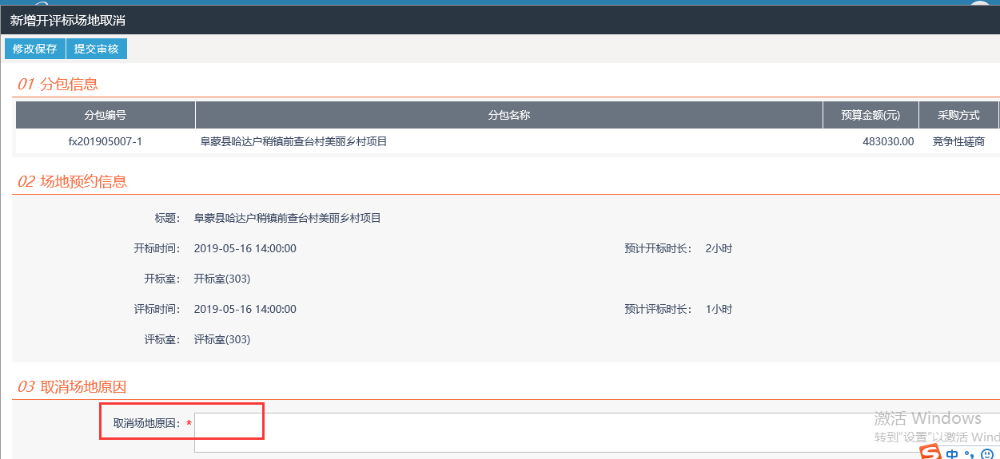 新增开评标场地取消
修改保存 提交审核
01 分包信息
分包编号 分包名称 预算金额(元) 采购方式
fx201905007-1 阜蒙县哈达户稍镇前查台村美丽乡村项目 483030.00 竞争性磋商
02 场地预约信息
标题： 阜蒙县哈达户稍镇前查台村美丽乡村项目
开标时间： 2019-05-16 14:00:00 预计开标时长： 2小时
开标室： 开标室(303)
评标时间： 2019-05-16 14:00:00 预计评标时长： 1小时
评标室： 评标室(303)
03 取消场地原因
取消场地原因：*
激活 Windows
转到"设置"以激活 Wind
中